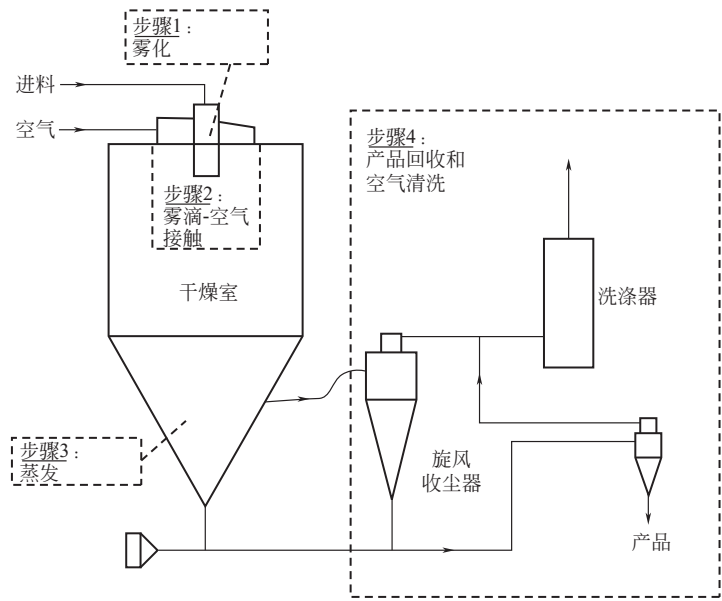 步骤1：
雾化
进料
空气
步骤2：
雾滴-空气
接触
干燥室
步骤3：
蒸发
步骤4：
产品回收和
空气清洗
洗涤器
旋风
收尘器
产品